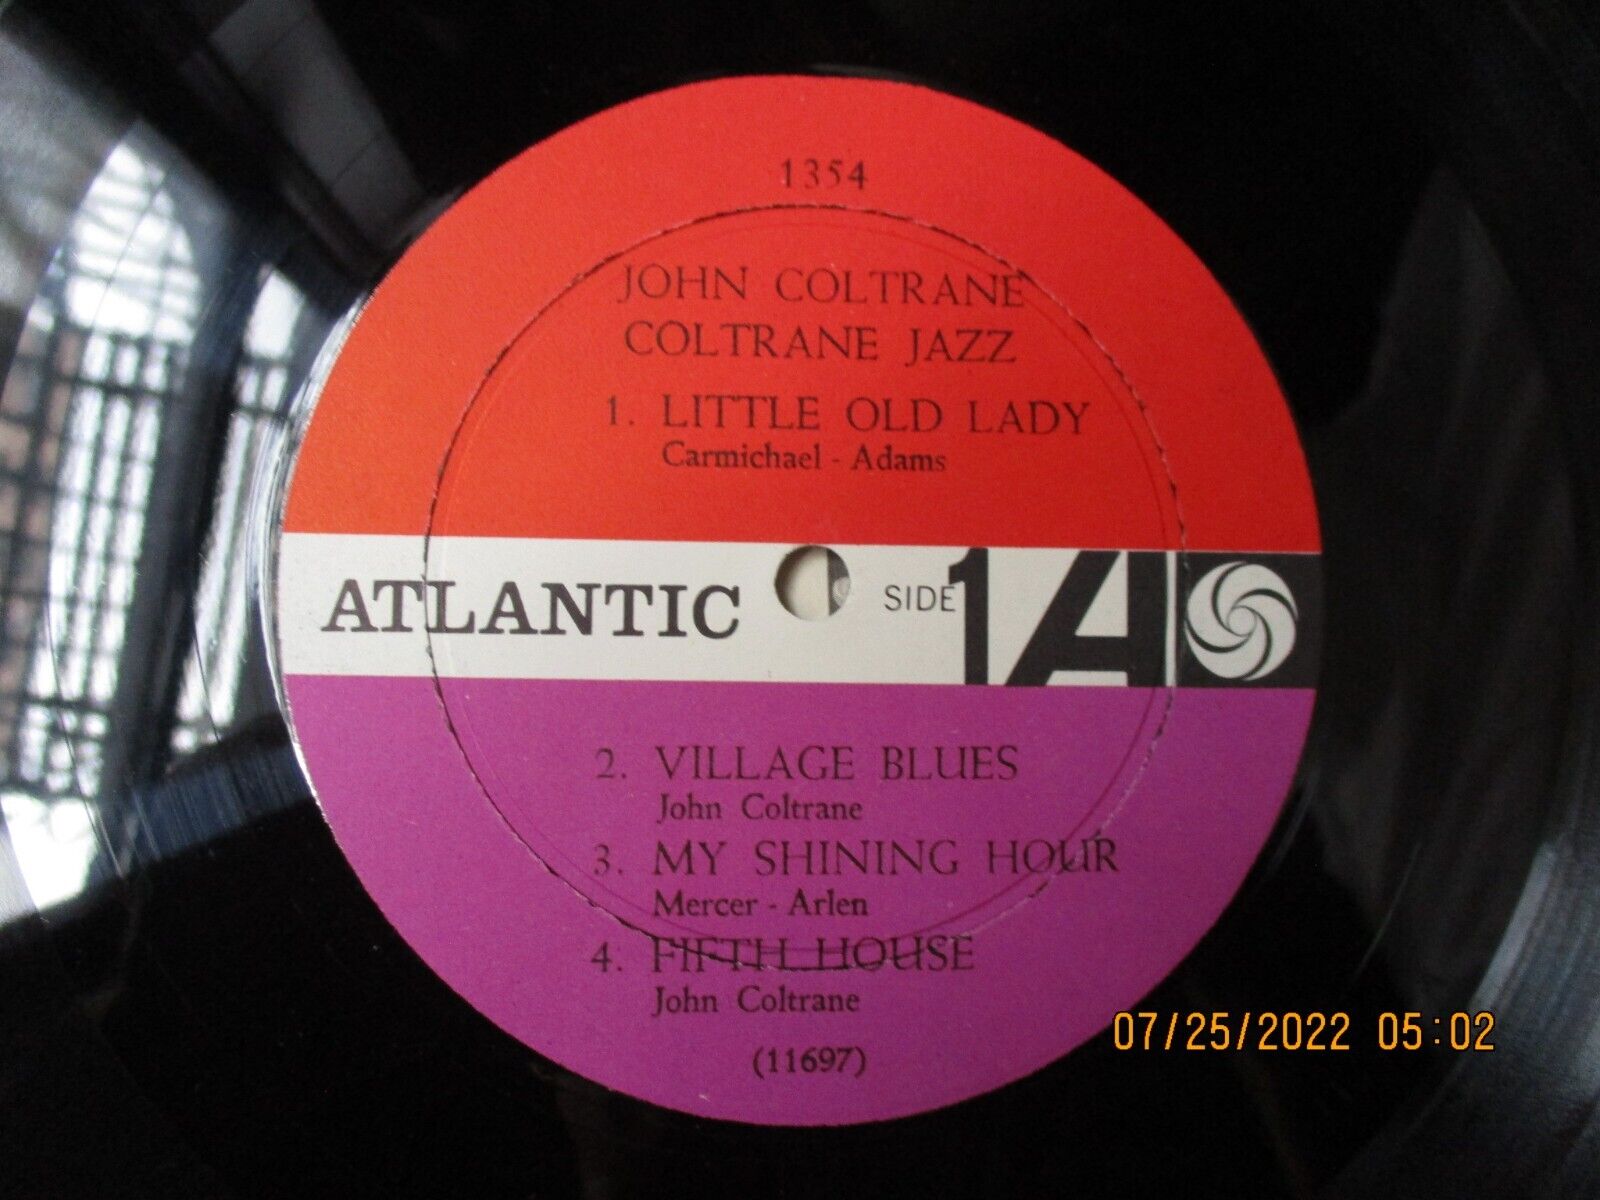 1354
JOHN COLTRANE
COLTRANE JAZZ
1. LITTLE OLD LADY
Carmichael - Adams
ATLANTIC SIDE 1 A
2. VILLAGE BLUES
John Coltrane
3. MY SHINING HOUR
Mercer - Arlen
4. FIFTH HOUSE
John Coltrane
(11697)
07/25/2022 05:02